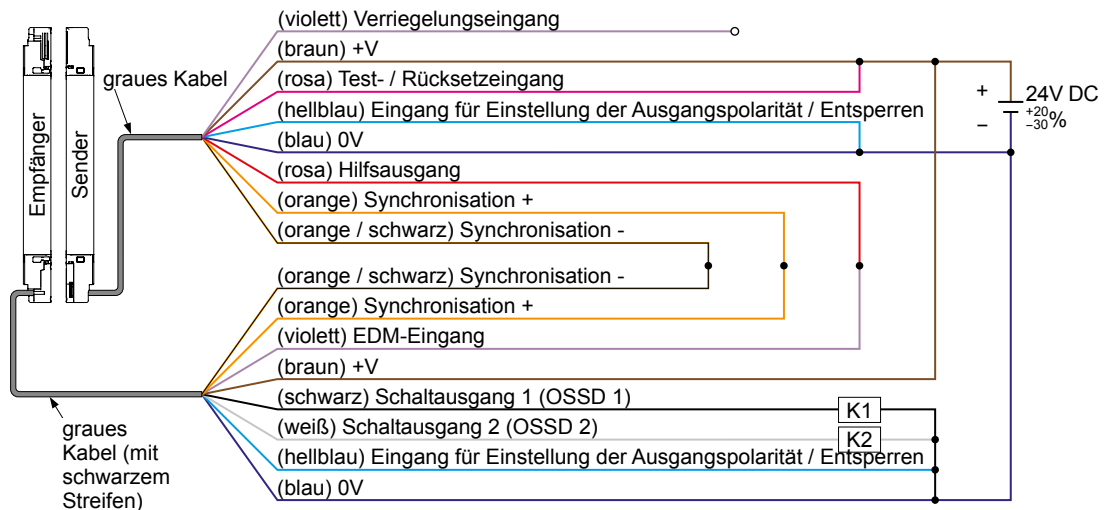 (violett) Verriegelungseingang
(braun) +V
graues Kabel
(rosa) Test- / Rücksetzeingang
(hellblau) Eingang für Einstellung der Ausgangspolarität / Entsperren
(blau) 0V
+
24V DC
+20
−30 %
−
Empfänger
Sender
(rosa) Hilfsausgang
(orange) Synchronisation +
(orange / schwarz) Synchronisation -
(orange / schwarz) Synchronisation -
(orange) Synchronisation +
(violett) EDM-Eingang
(braun) +V
(schwarz) Schaltausgang 1 (OSSD 1)
K1
(weiß) Schaltausgang 2 (OSSD 2)
K2
(hellblau) Eingang für Einstellung der Ausgangspolarität / Entsperren
(blau) 0V
graues
Kabel (mit
schwarzem
Streifen)